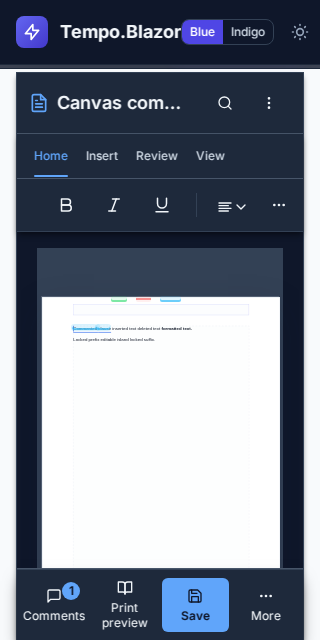 Tempo.Blazor
Blue
Indigo
Canvas com...
Home
Insert
Review
View
B
I
U
inserted text deleted text formatted text.
Locked prefix editable island locked suffix.
1
Comments
Print
preview
Save
More